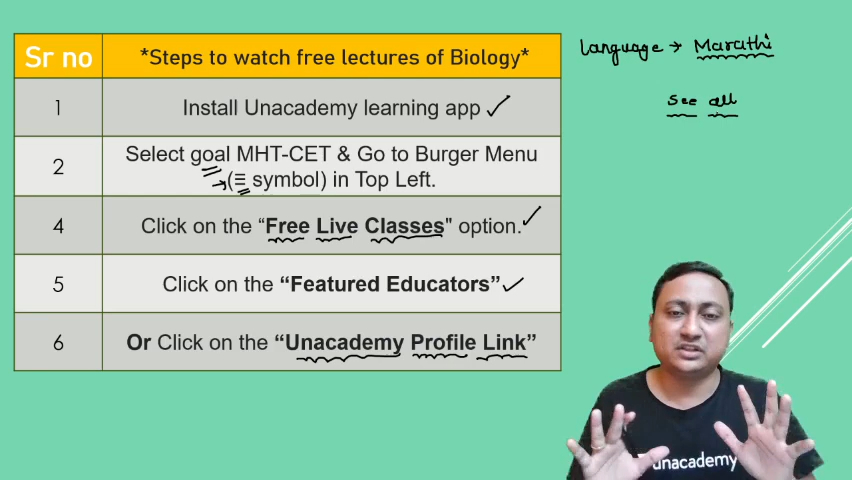 Sr no *Steps to watch free lectures of Biology*
1 Install Unacademy learning app
2 Select goal MHT-CET & Go to Burger Menu
(☰ symbol) in Top Left.
4 Click on the “Free Live Classes" option.
5 Click on the “Featured Educators”
6 Or Click on the “Unacademy Profile Link”
Language → Marathi
See all
unacademy